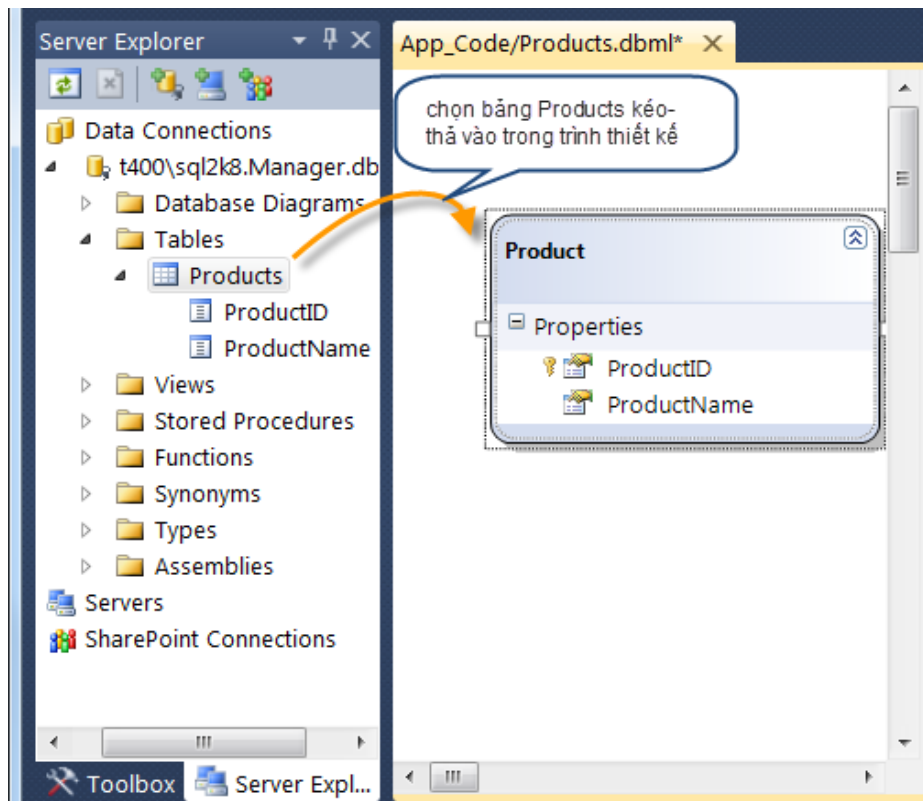 Server Explorer
App_Code/Products.dbml*
chọn bảng Products kéo-
thả vào trong trình thiết kế
Data Connections
t400\sql2k8.Manager.db
Database Diagrams
Tables
Products
ProductID
ProductName
Views
Stored Procedures
Functions
Synonyms
Types
Assemblies
Servers
SharePoint Connections
Toolbox
Server Expl...
Product
Properties
ProductID
ProductName